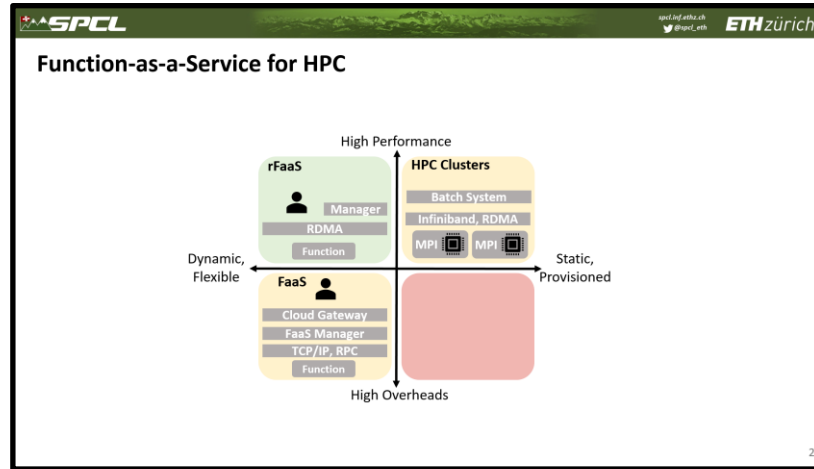 SPCL
spcl.inf.ethz.ch
@spcl_eth
ETH zürich
Function-as-a-Service for HPC
High Performance
rFaaS
Manager
RDMA
Function
HPC Clusters
Batch System
Infiniband, RDMA
MPI
MPI
Dynamic,
Flexible
Static,
Provisioned
FaaS
Cloud Gateway
FaaS Manager
TCP/IP, RPC
Function
High Overheads
2